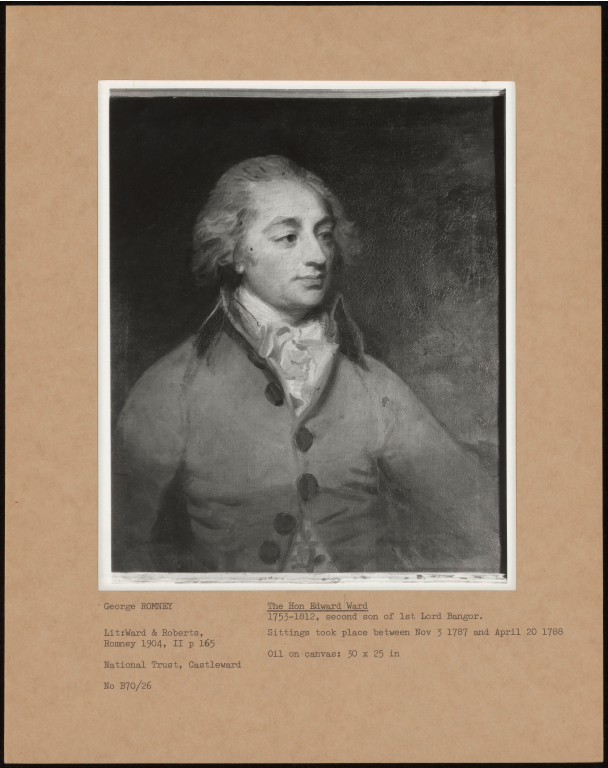 George ROMNEY
Lit:Ward & Roberts,
Romney 1904, II p 165
National Trust, Castleward
No B70/26
The Hon Edward Ward
1753-1812, second son of 1st Lord Bangor.
Sittings took place between Nov 3 1787 and April 20 1788
Oil on canvas: 30 x 25 in